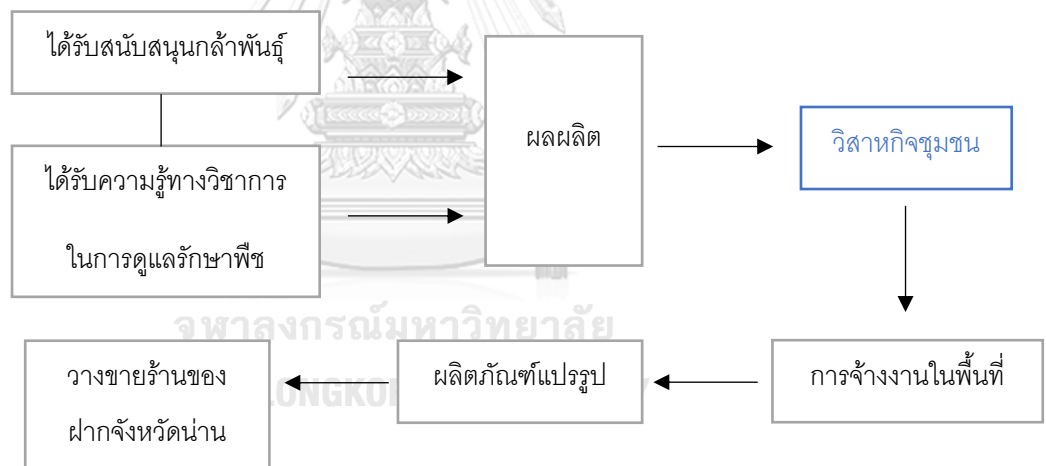 ได้รับสนับสนุนกล้าพันธุ์
ได้รับความรู้ทางวิชาการ
ในการดูแลรักษาพืช
ผลผลิต
วิสาหกิจชุมชน
จุฬาลงกรณ์มหาวิทยาลัย
การจ้างงานในพื้นที่
ผลิตภัณฑ์แปรรูป
วางขายร้านของ
ฝากจังหวัดน่าน